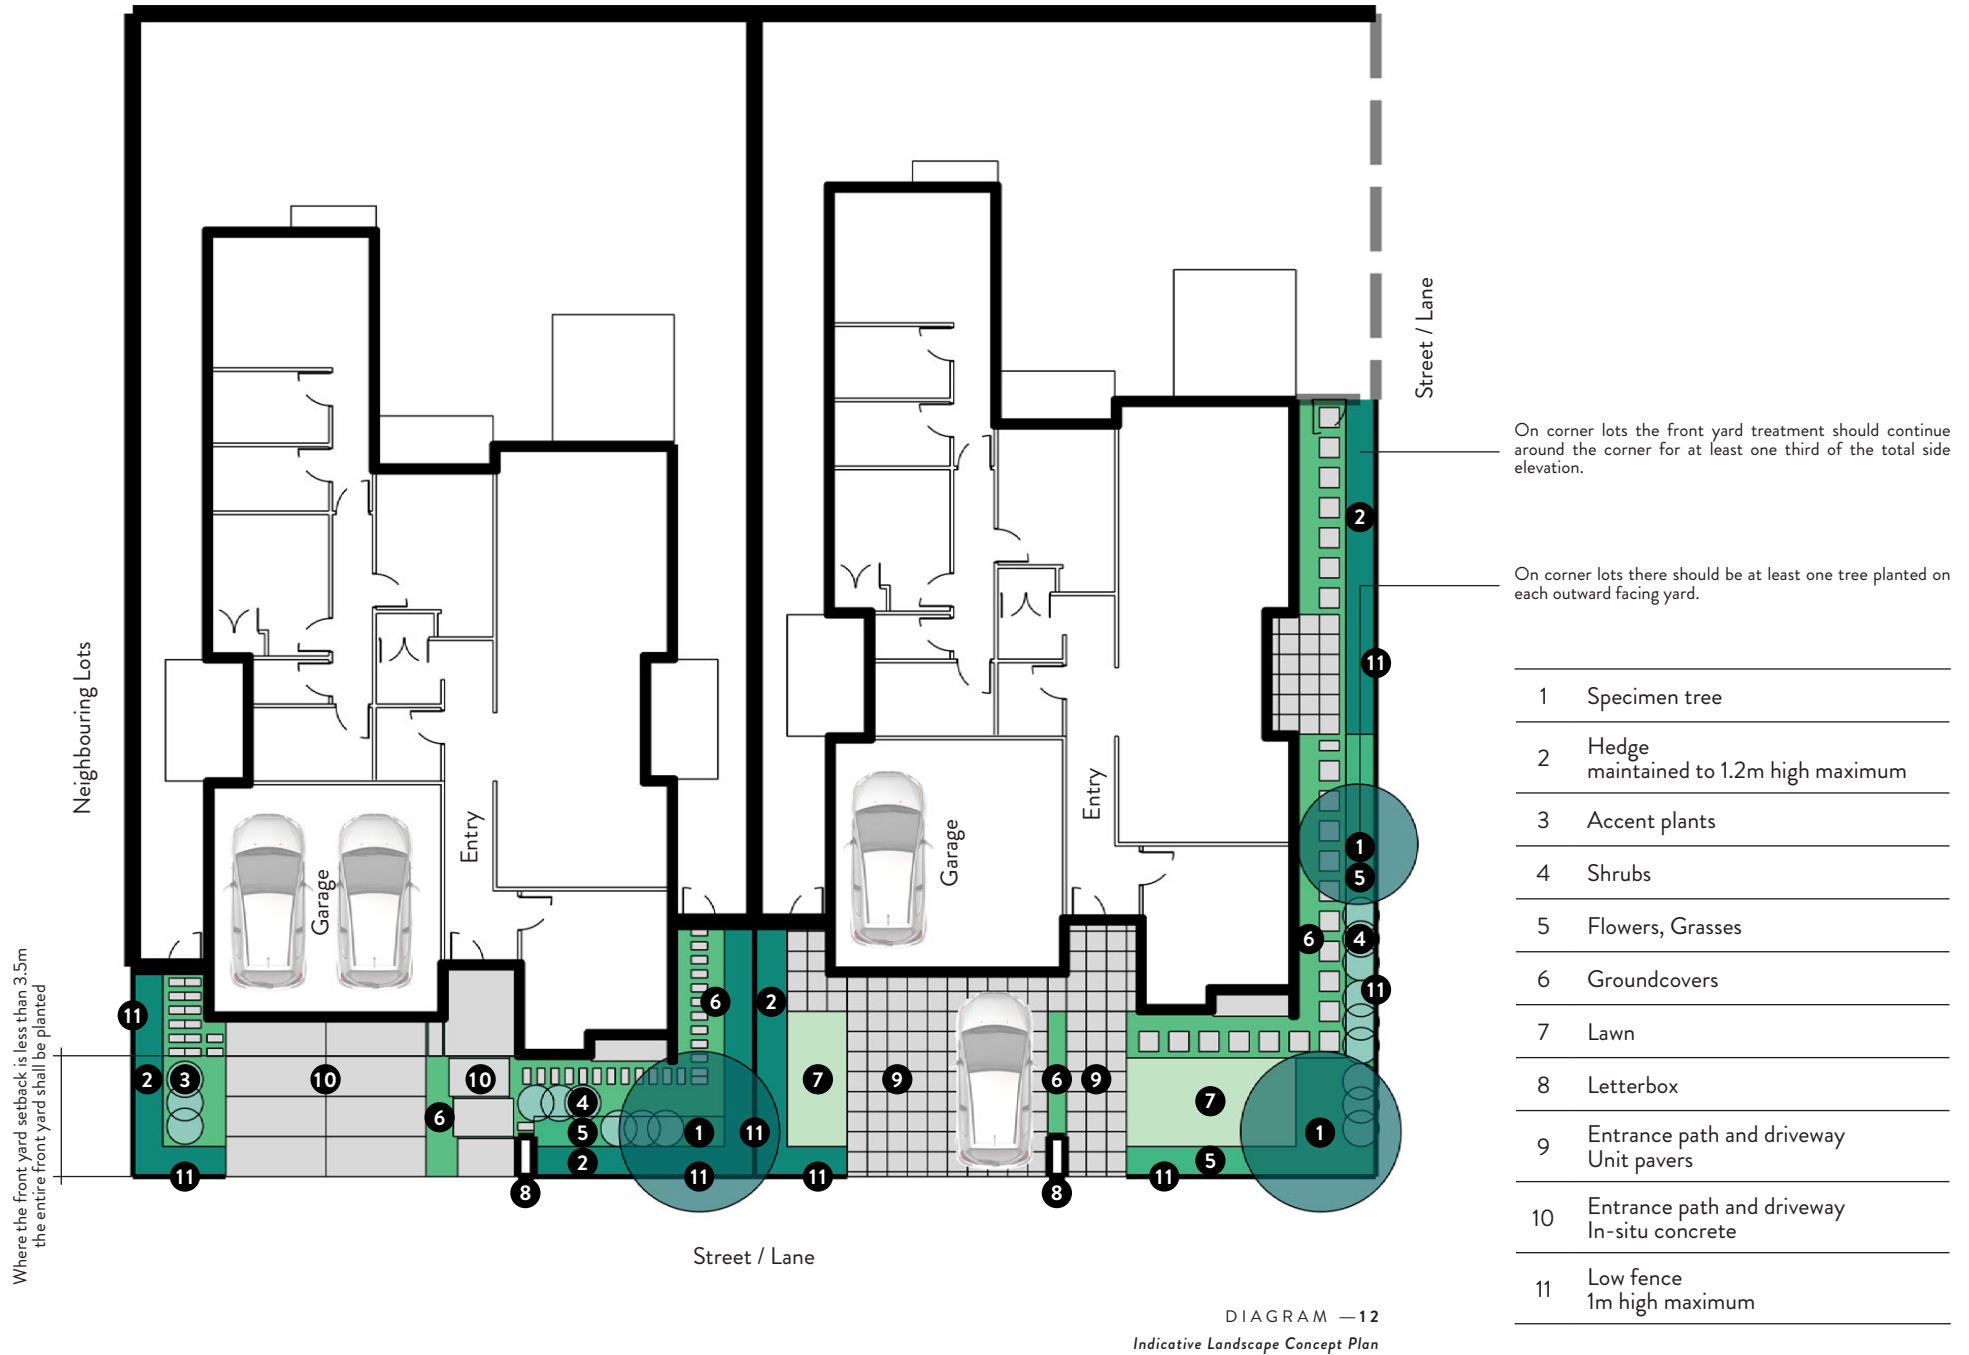 Neighbouring Lots
Where the front yard setback is less than 3.5m
the entire front yard shall be planted
Garage
Entry
Garage
Entry
Street / Lane
Street / Lane
11
2
3
11
10
10
6
8
4
5
2
6
1
11
11
2
7
11
9
6
9
8
7
5
11
1
2
11
1
5
6
4
11
On corner lots the front yard treatment should continue
around the corner for at least one third of the total side
elevation.
On corner lots there should be at least one tree planted on
each outward facing yard.
1 Specimen tree
2 Hedge
maintained to 1.2m high maximum
3 Accent plants
4 Shrubs
5 Flowers, Grasses
6 Groundcovers
7 Lawn
8 Letterbox
9 Entrance path and driveway
Unit pavers
10 Entrance path and driveway
In-situ concrete
11 Low fence
1m high maximum
DIAGRAM —12
Indicative Landscape Concept Plan